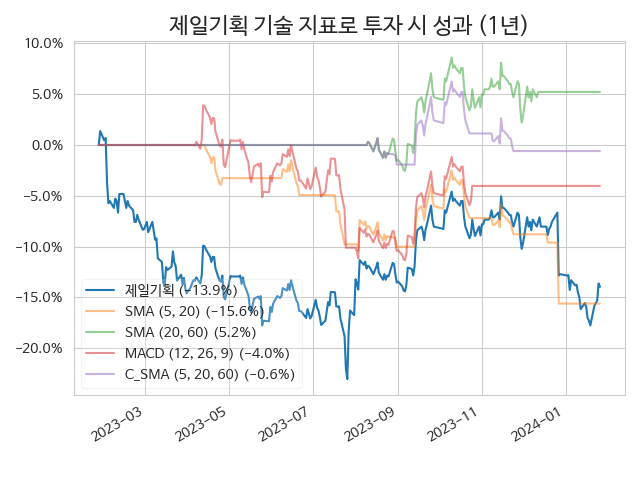 제일기획 기술 지표로 투자 시 성과 (1년)
10.0%
5.0%
0.0%
−5.0%
−10.0%
−15.0%
−20.0%
제일기획 (−13.9%)
SMA (5, 20) (−15.6%)
SMA (20, 60) (5.2%)
MACD (12, 26, 9) (−4.0%)
C_SMA (5, 20, 60) (−0.6%)
2023−03
2023−05
2023−07
2023−09
2023−11
2024−01